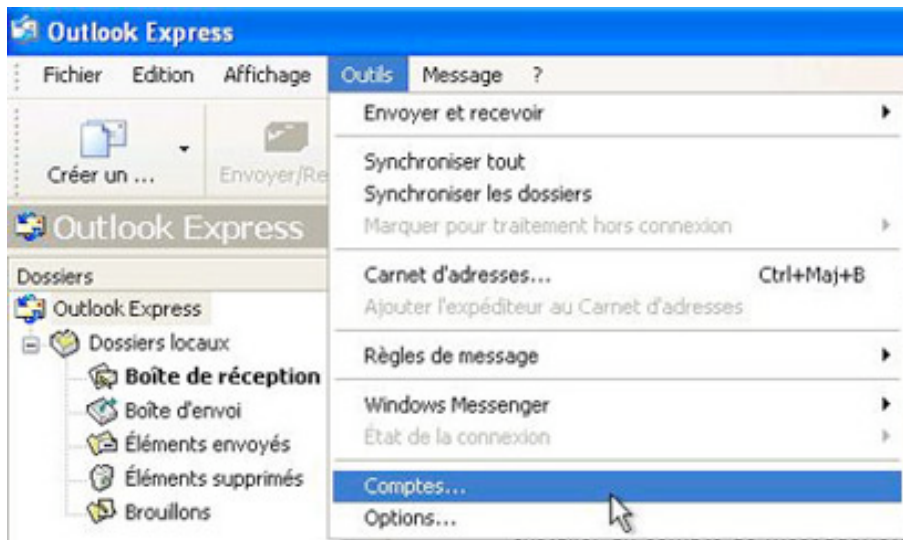 Outlook Express
Fichier Edition Affichage Outils Message ?
Créer un ...
Envoyer/Re
Outlook Express
Dossiers
Outlook Express
Dossiers locaux
Boîte de réception
Boîte d'envoi
Éléments envoyés
Éléments supprimés
Brouillons
Envoyer et recevoir
Synchroniser tout
Synchroniser les dossiers
Marquer pour traitement hors connexion
Carnet d'adresses... Ctrl+Maj+B
Ajouter l'expéditeur au Carnet d'adresses
Règles de message
Windows Messenger
État de la connexion
Comptes...
Options...